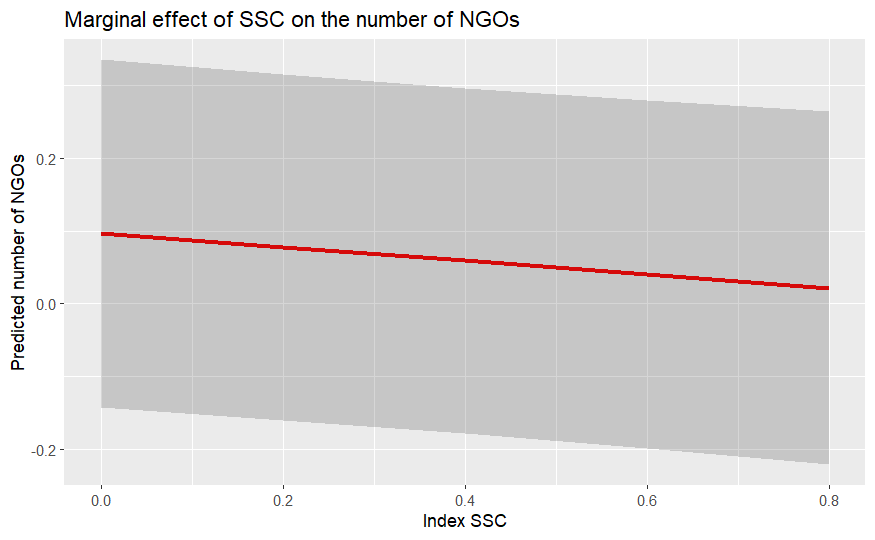 Marginal effect of SSC on the number of NGOs
Predicted number of NGOs
0.2
0.0
-0.2
0.0 0.2 0.4 0.6 0.8
Index SSC